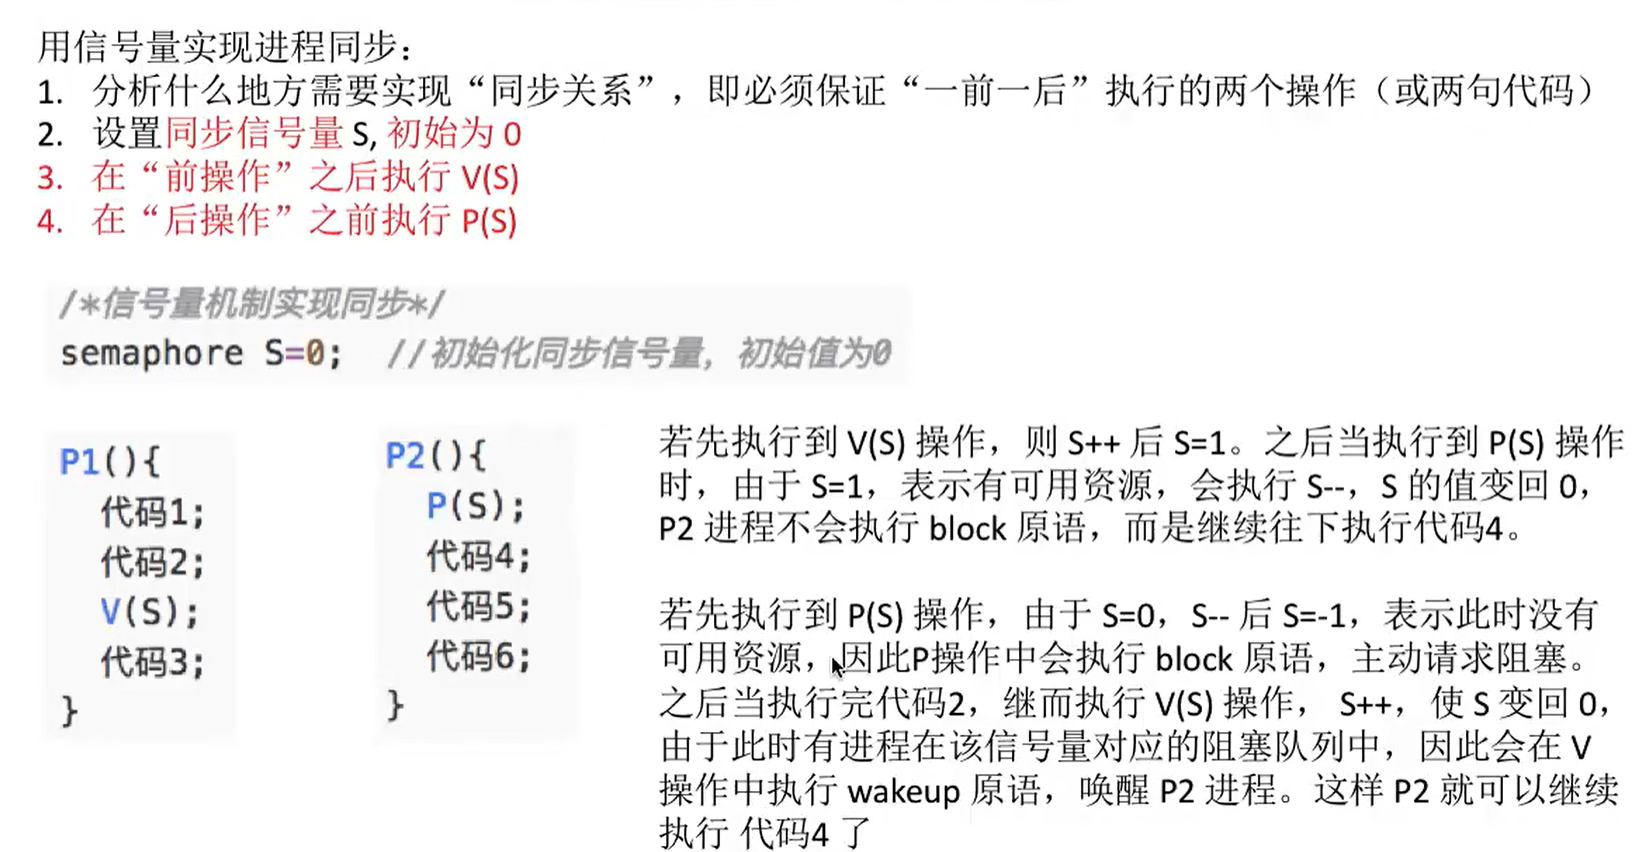 用信号量实现进程同步：
1. 分析什么地方需要实现“同步关系”，即必须保证“一前一后”执行的两个操作（或两句代码）
2. 设置同步信号量 S, 初始为 0
3. 在“前操作”之后执行 V(S)
4. 在“后操作”之前执行 P(S)
/*信号量机制实现同步*/
semaphore S=0;   //初始化同步信号量，初始值为0
P1(){
代码1;
代码2;
V(S);
代码3;
}
P2(){
P(S);
代码4;
代码5;
代码6;
}
若先执行到 V(S) 操作，则 S++ 后 S=1。之后当执行到 P(S) 操作
时，由于 S=1，表示有可用资源，会执行 S--，S 的值变回 0，
P2 进程不会执行 block 原语，而是继续往下执行代码4。
若先执行到 P(S) 操作，由于 S=0，S-- 后 S=-1，表示此时没有
可用资源，因此P操作中会执行 block 原语，主动请求阻塞。
之后当执行完代码2，继而执行 V(S) 操作， S++，使 S 变回 0，
由于此时有进程在该信号量对应的阻塞队列中，因此会在 V
操作中执行 wakeup 原语，唤醒 P2 进程。这样 P2 就可以继续
执行 代码4 了